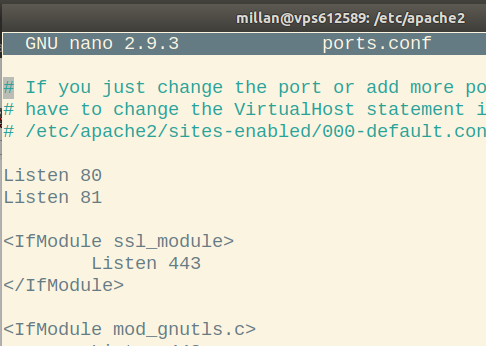 millan@vps612589: /etc/apache2
GNU nano 2.9.3 ports.conf
# If you just change the port or add more po
# have to change the VirtualHost statement i
# /etc/apache2/sites-enabled/000-default.con
Listen 80
Listen 81
<IfModule ssl_module>
Listen 443
</IfModule>
<IfModule mod_gnutls.c>